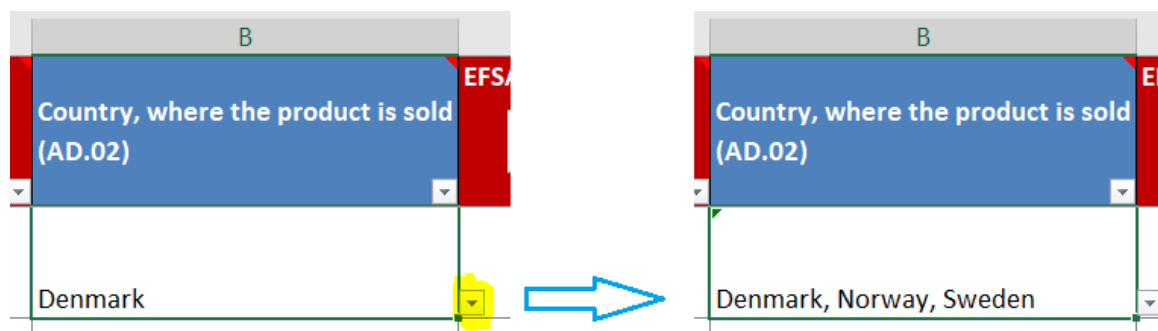 B
B
Country, where the product is sold
(AD.02)
EFSA
Country, where the product is sold
(AD.02)
Denmark
Denmark, Norway, Sweden